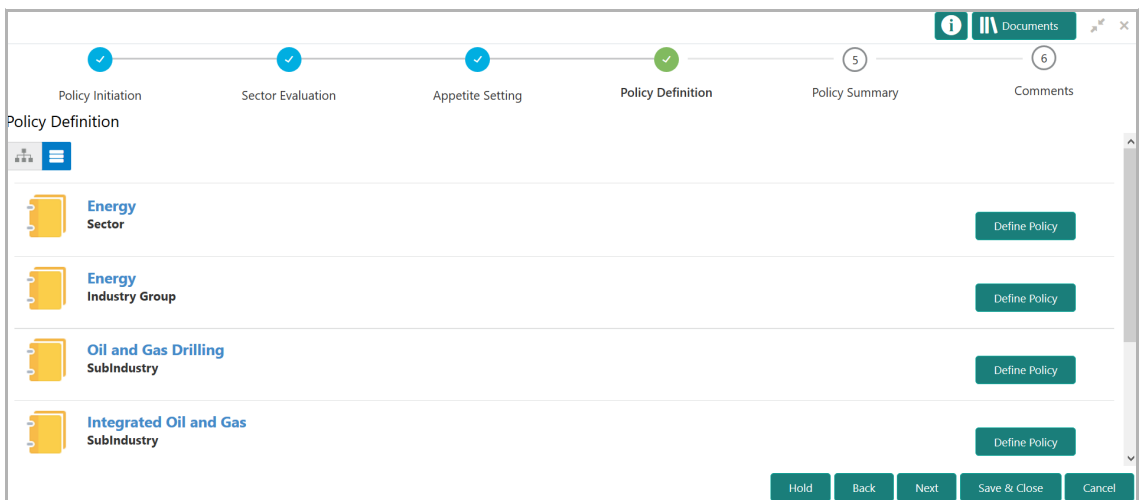 i Documents
5 6
Policy Initiation Sector Evaluation Appetite Setting Policy Definition Policy Summary Comments
Policy Definition
Energy
Sector
Define Policy
Energy
Industry Group
Define Policy
Oil and Gas Drilling
SubIndustry
Define Policy
Integrated Oil and Gas
SubIndustry
Define Policy
Hold Back Next Save & Close Cancel